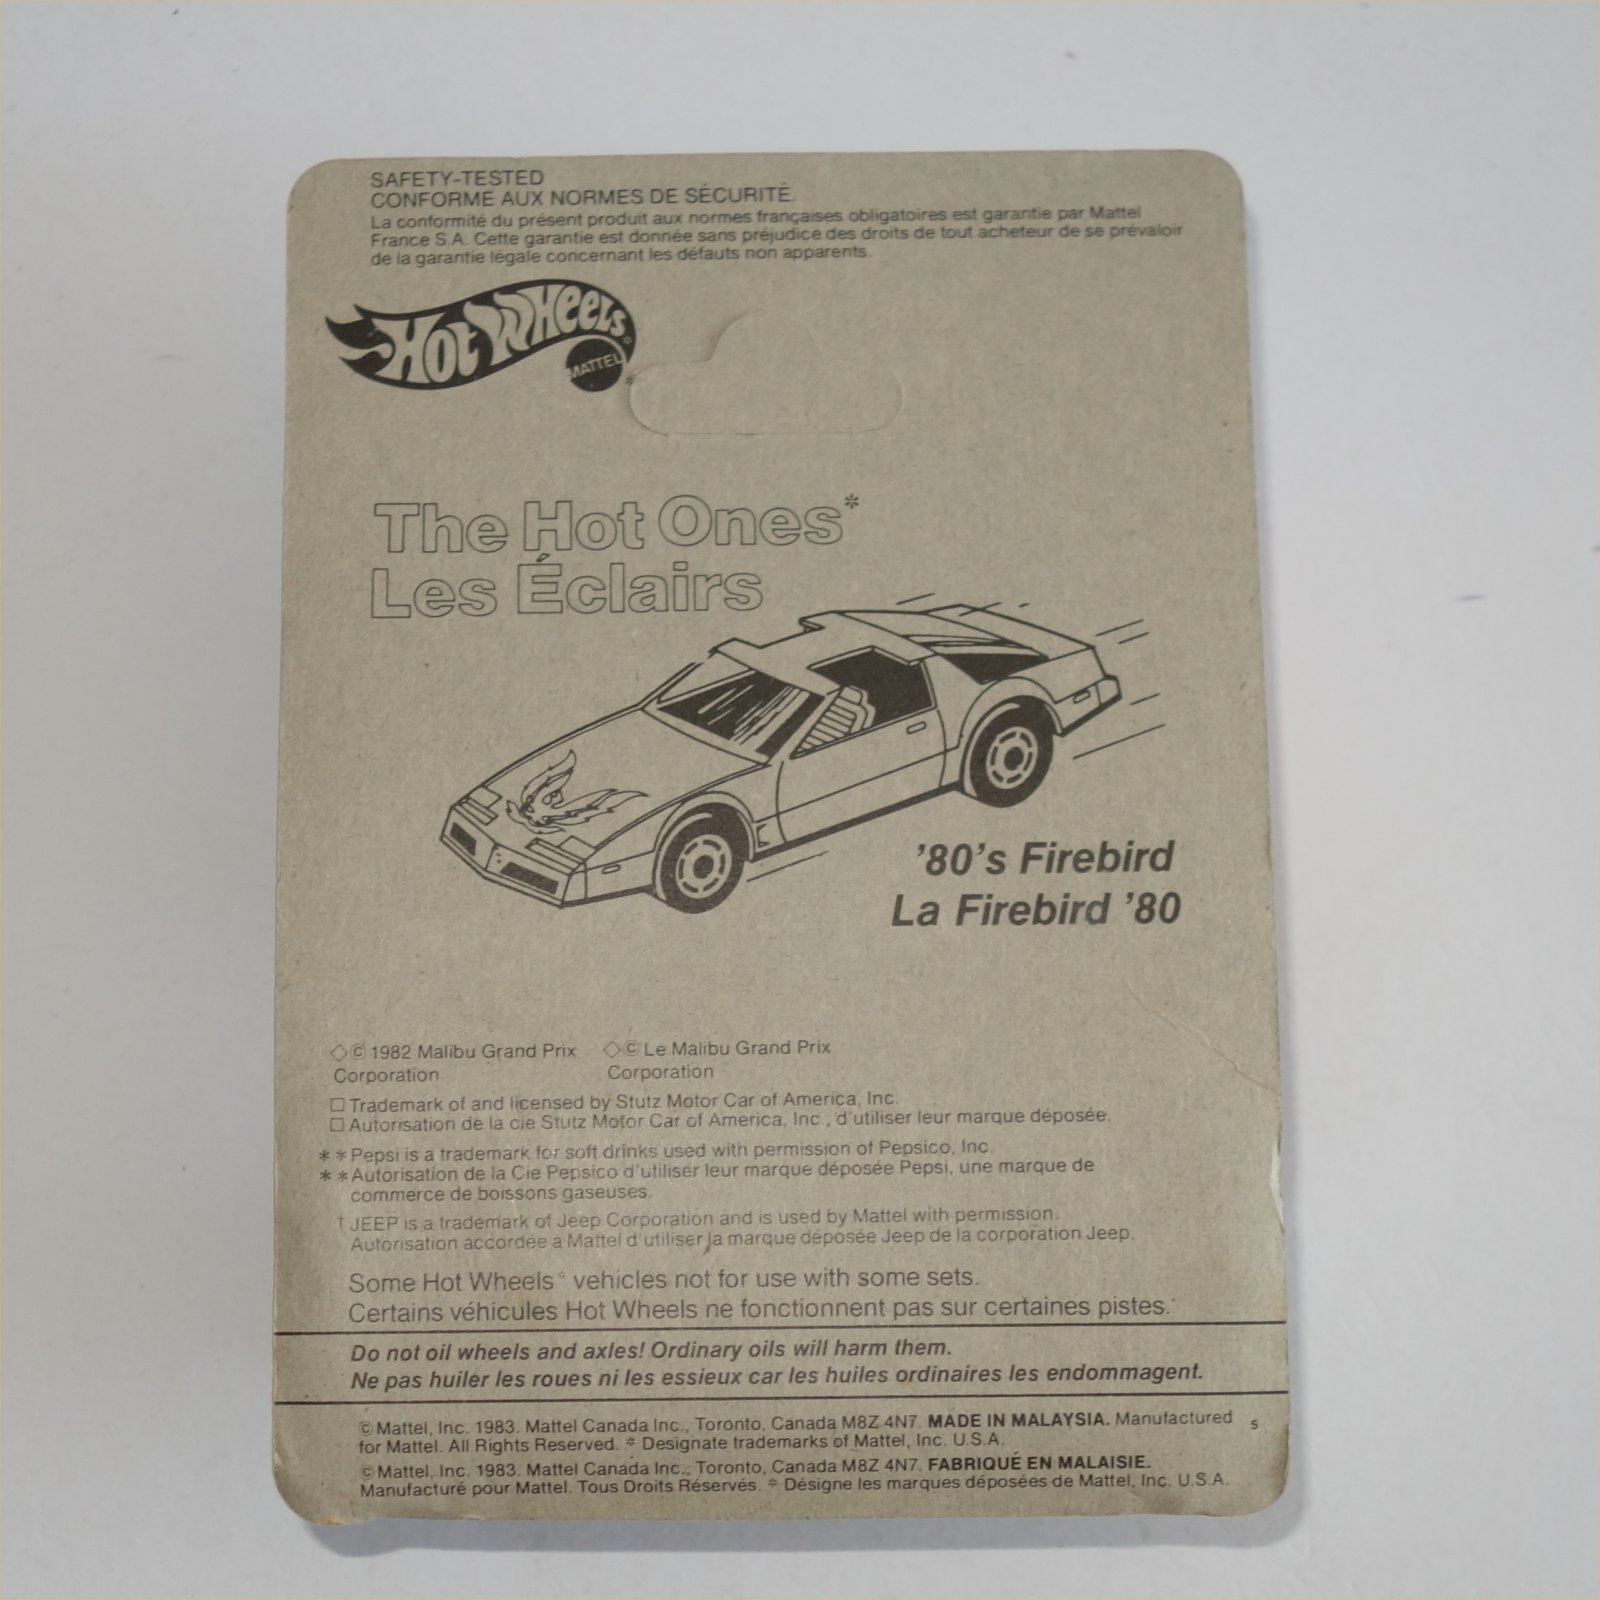 SAFETY-TESTED
CONFORME AUX NORMES DE SÉCURITÉ.
La conformité du présent produit aux normes françaises obligatoires est garantie par Mattel
France S.A. Cette garantie est donnée sans préjudice des droits de tout acheteur de se prévaloir
de la garantie légale concernant les défauts non apparents.
Hot Wheels*
MATTEL*
The Hot Ones*
Les Éclairs
’80’s Firebird
La Firebird ’80
◇© 1982 Malibu Grand Prix
Corporation
◇© Le Malibu Grand Prix
Corporation
□ Trademark of and licensed by Stutz Motor Car of America, Inc.
□ Autorisation de la cie Stutz Motor Car of America, Inc., d'utiliser leur marque déposée.
** Pepsi is a trademark for soft drinks used with permission of Pepsico, Inc.
** Autorisation de la Cie Pepsico d'utiliser leur marque déposée Pepsi, une marque de
commerce de boissons gaseuses.
† JEEP is a trademark of Jeep Corporation and is used by Mattel with permission.
Autorisation accordée a Mattel d'utiliser la marque déposée Jeep de la corporation Jeep.
Some Hot Wheels* vehicles not for use with some sets.
Certains véhicules Hot Wheels ne fonctionnent pas sur certaines pistes.
Do not oil wheels and axles! Ordinary oils will harm them.
Ne pas huiler les roues ni les essieux car les huiles ordinaires les endommagent.
© Mattel, Inc. 1983. Mattel Canada Inc., Toronto, Canada M8Z 4N7. MADE IN MALAYSIA. Manufactured
for Mattel. All Rights Reserved. * Designate trademarks of Mattel, Inc. U.S.A.
S
© Mattel, Inc. 1983. Mattel Canada Inc., Toronto, Canada M8Z 4N7. FABRIQUÉ EN MALAISIE.
Manufacturé pour Mattel. Tous Droits Réservés. * Désigne les marques déposées de Mattel, Inc. U.S.A.